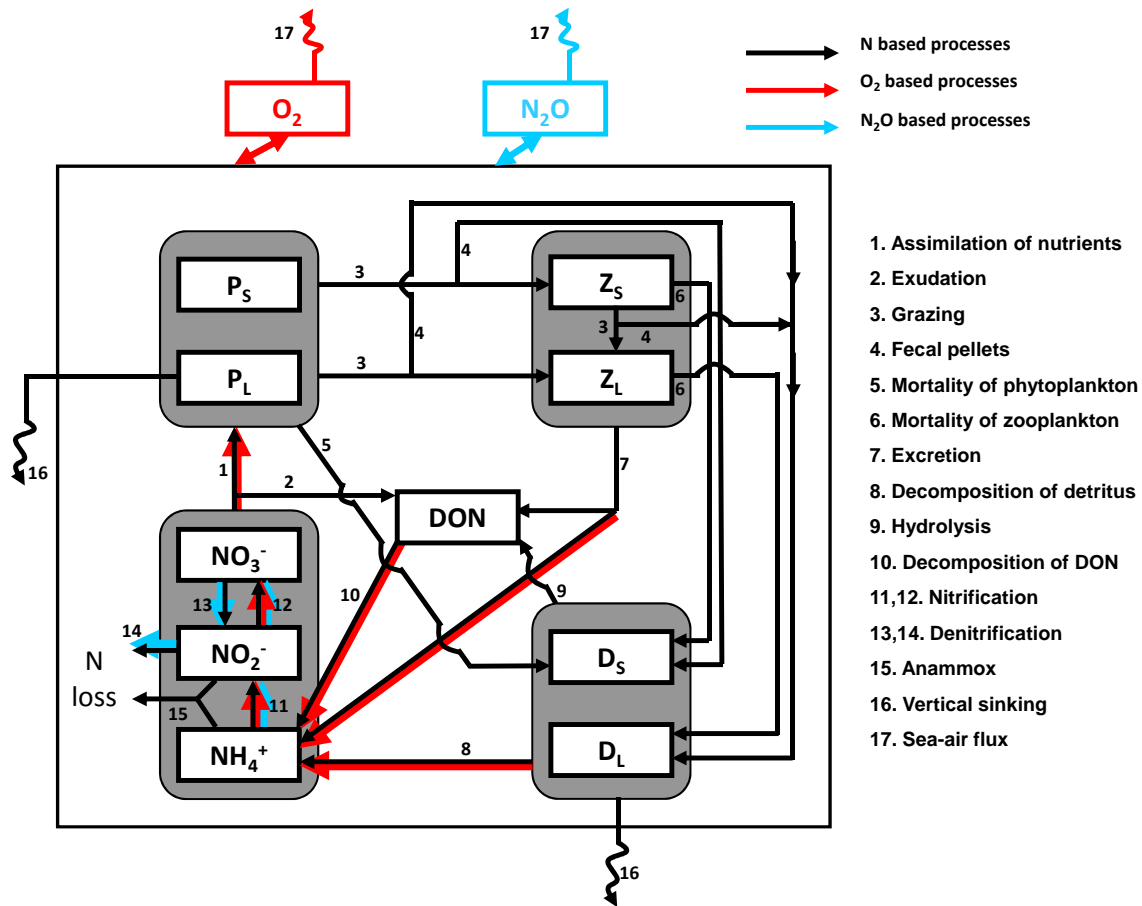 17
17
N based processes
O₂ based processes
N₂O based processes
O₂
N₂O
1. Assimilation of nutrients
2. Exudation
3. Grazing
4. Fecal pellets
5. Mortality of phytoplankton
6. Mortality of zooplankton
7. Excretion
8. Decomposition of detritus
9. Hydrolysis
10. Decomposition of DON
11,12. Nitrification
13,14. Denitrification
15. Anammox
16. Vertical sinking
17. Sea-air flux
4
Pₛ
3
Zₛ
6
3
4
4
P_L
3
Z_L
6
16
5
1
2
7
DON
NO₃⁻
13
12
10
9
14
NO₂⁻
N
loss
15
11
Dₛ
NH₄⁺
8
D_L
16